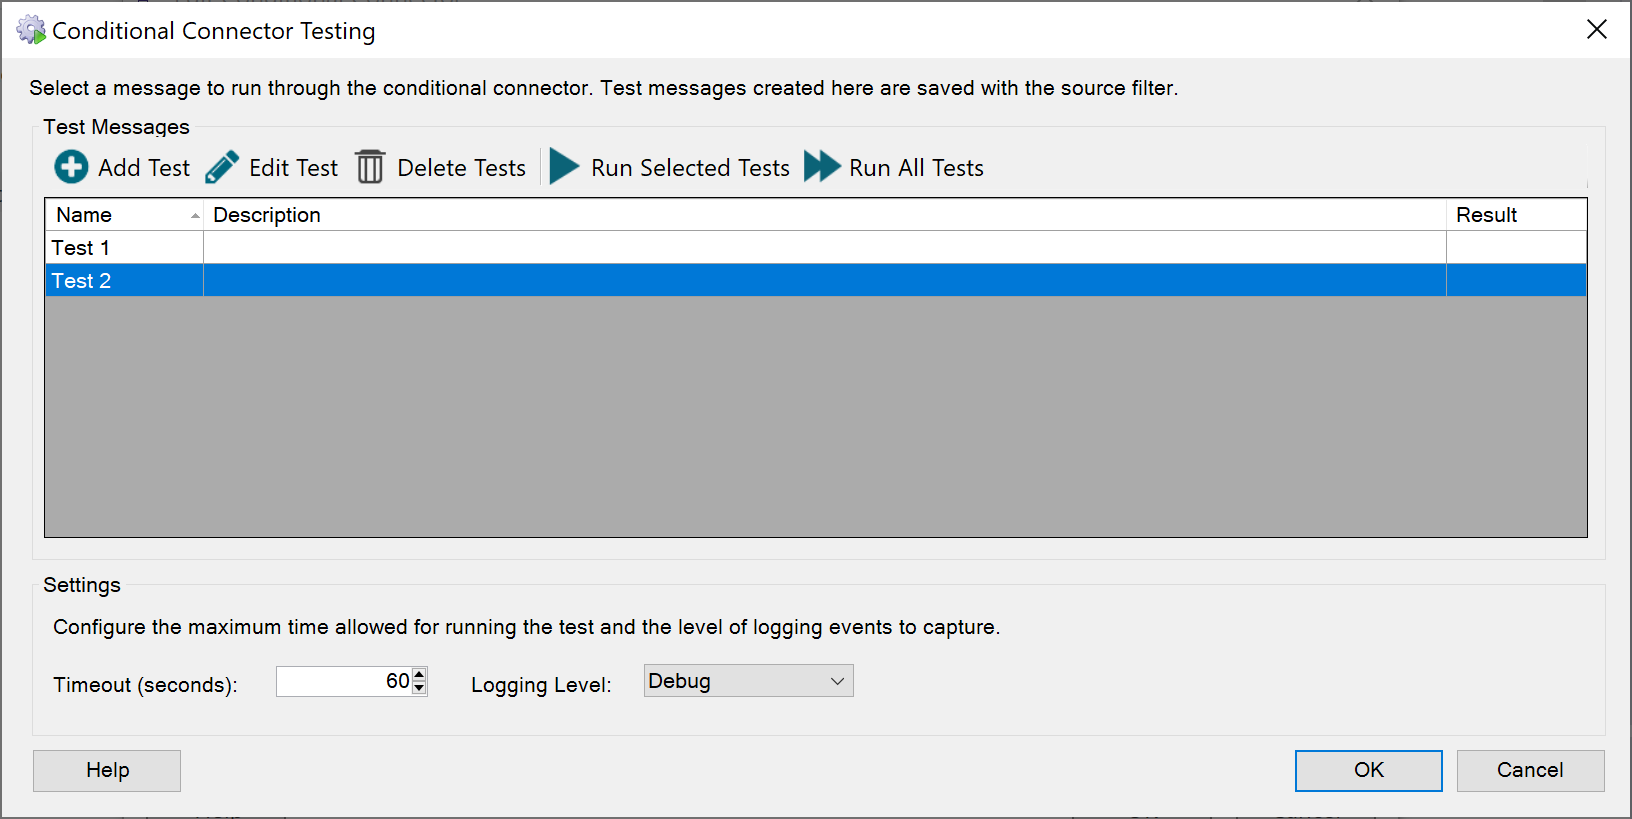 Conditional Connector Testing
Select a message to run through the conditional connector. Test messages created here are saved with the source filter.
Test Messages
Add Test Edit Test Delete Tests Run Selected Tests Run All Tests
Name Description Result
Test 1
Test 2
Settings
Configure the maximum time allowed for running the test and the level of logging events to capture.
Timeout (seconds): 60 Logging Level: Debug
Help OK Cancel